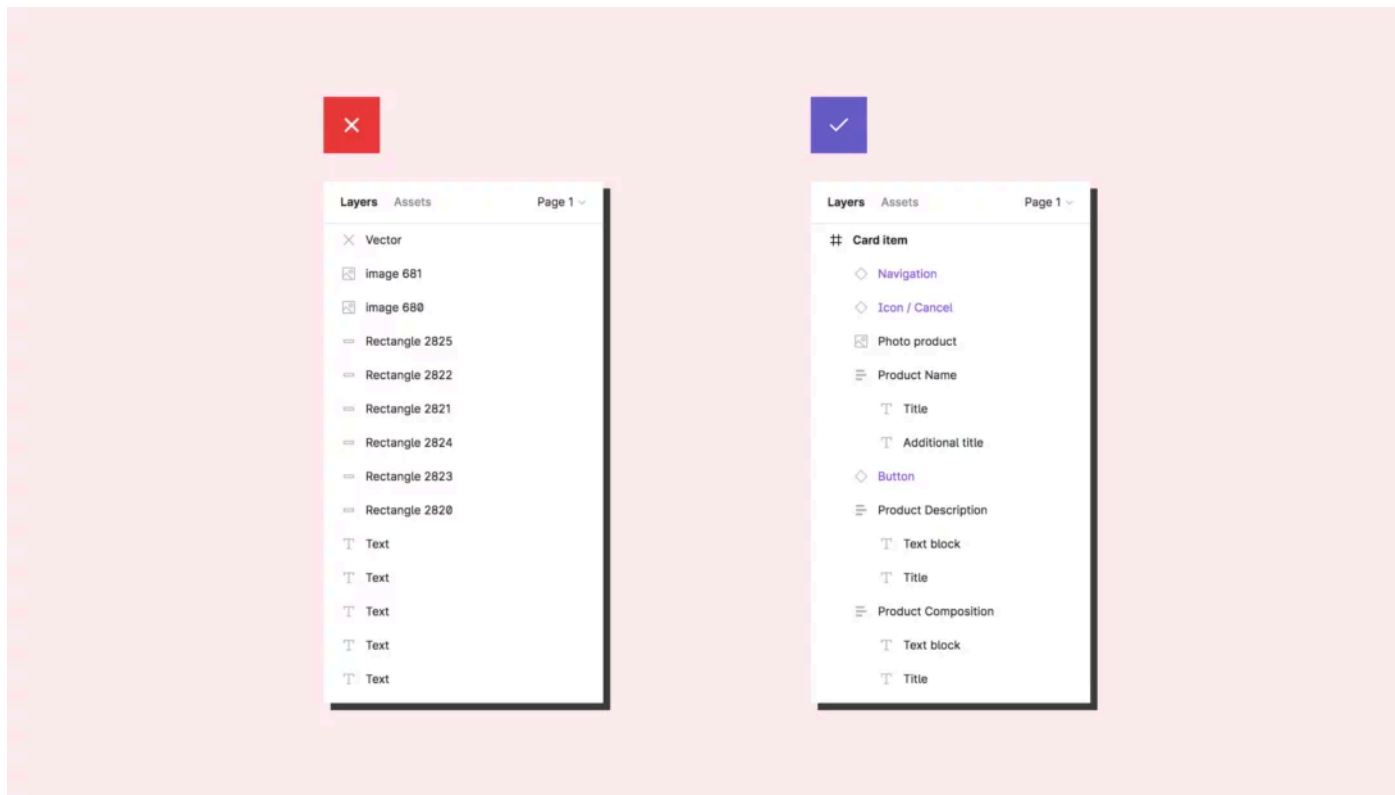 Layers Assets Page 1
Vector
image 681
image 680
Rectangle 2825
Rectangle 2822
Rectangle 2821
Rectangle 2824
Rectangle 2823
Rectangle 2820
Text
Text
Text
Text
Text
Layers Assets Page 1
Card item
Navigation
Icon / Cancel
Photo product
Product Name
Title
Additional title
Button
Product Description
Text block
Title
Product Composition
Text block
Title